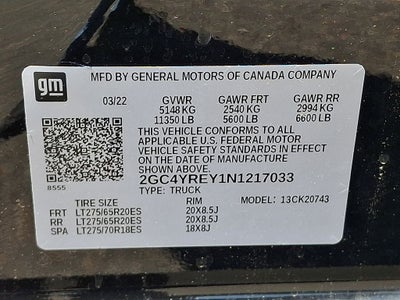 gm
MFD BY GENERAL MOTORS OF CANADA COMPANY
03/22 GVWR GAWR FRT GAWR RR
5148 KG 2540 KG 2994 KG
11350 LB 5600 LB 6600 LB
THIS VEHICLE CONFORMS TO ALL
APPLICABLE U.S. FEDERAL MOTOR
VEHICLE SAFETY STANDARDS IN
EFFECT ON THE DATE OF MANUFACTURE
SHOWN ABOVE.
8555
2GC4YREY1N1217033
TYPE: TRUCK MODEL: 13CK20743
TIRE SIZE RIM
FRT LT275/65R20ES 20X8.5J
RR LT275/65R20ES 20X8.5J
SPA LT275/70R18ES 18X8J